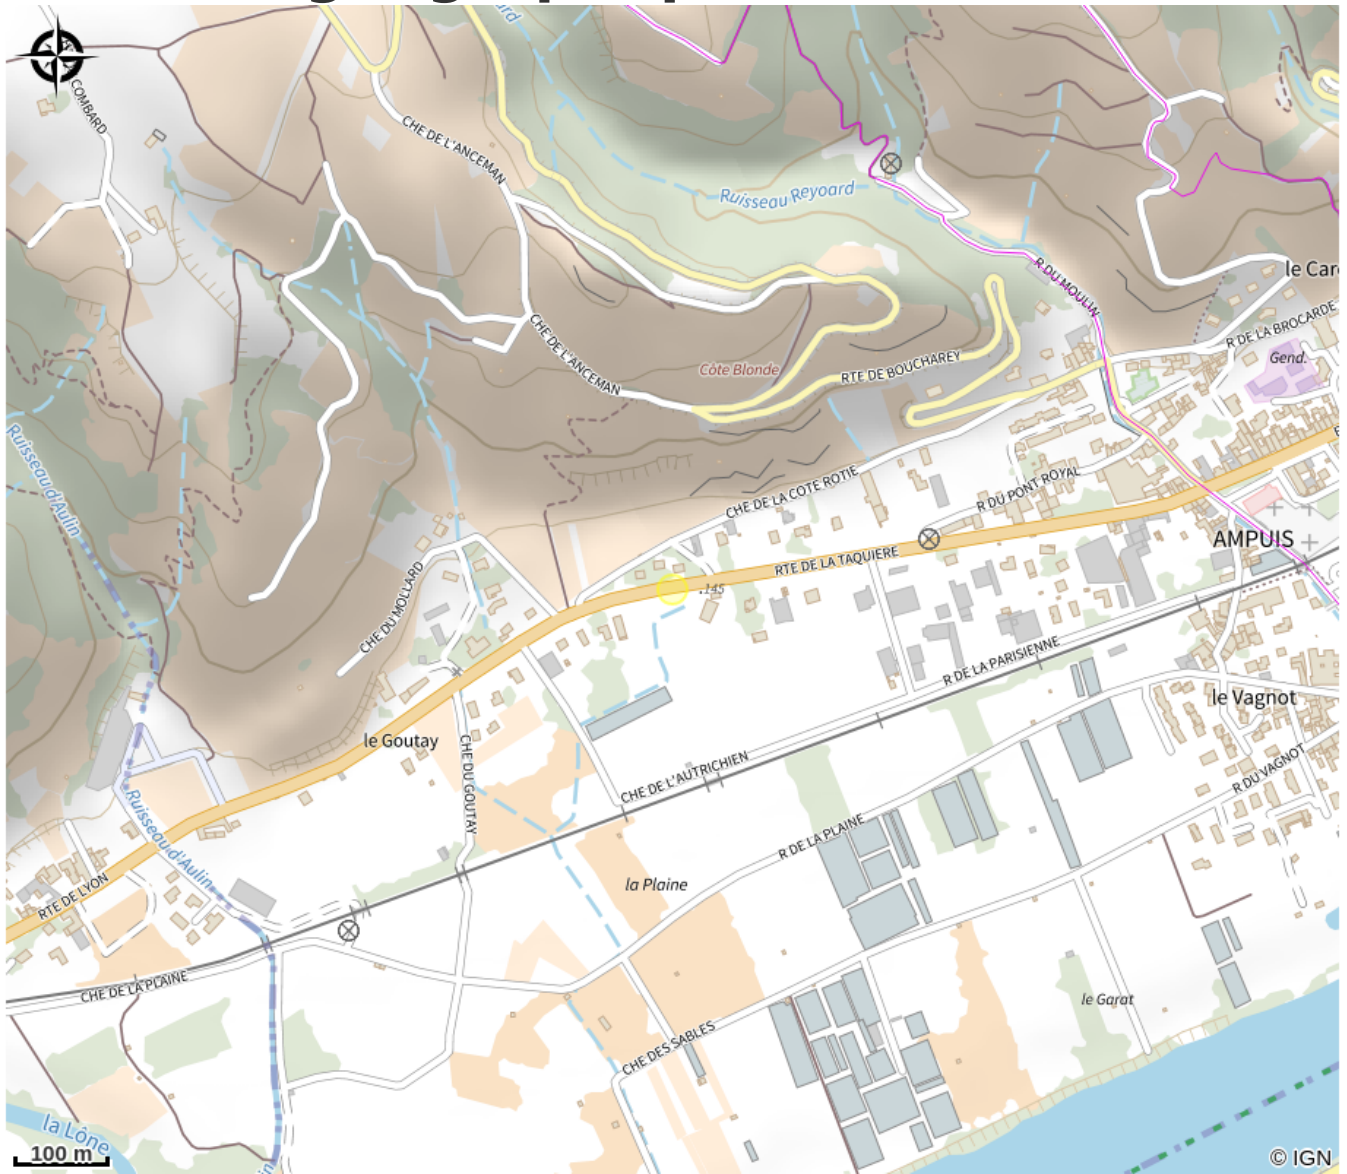 COMBARD
CHE DE L'ANCEMAN
Ruisseau Reyoard
R DU MOULIN
le Car
R DE LA BROCARDE
Gend.
CHE DE L'ANCEMAN
Côte Blonde
RTE DE BOUCHAREY
Ruisseau d'Aulin
CHE DE LA COTE ROTIE
R DU PONT ROYAL
AMPUIS
RTE DE LA TAQUIERE
.145
CHE DU MOLLARD
R DE LA PARISIENNE
le Vagnot
le Goutay
CHE DU GOUTAY
CHE DE L'AUTRICHIEN
R DU VAGNOT
Ruisseau d'Aulin
R DE LA PLAINE
la Plaine
RTE DE LYON
CHE DE LA PLAINE
le Garat
CHE DES SABLES
la Lône
100 m
© IGN